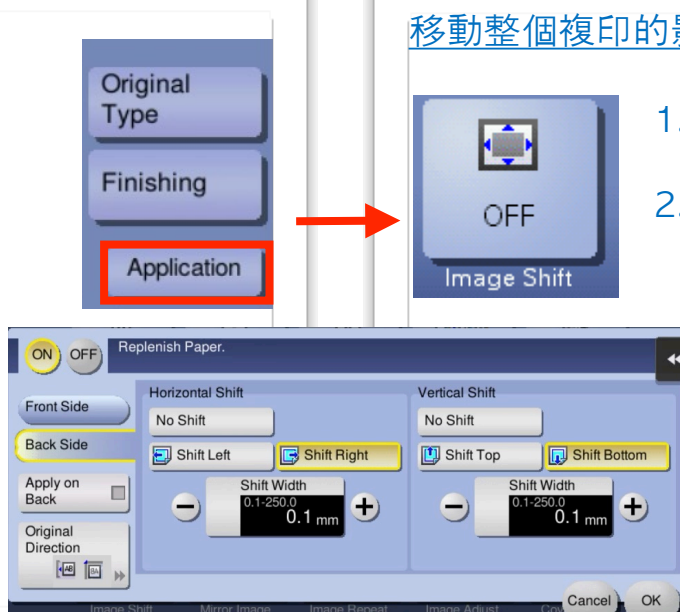 移動整個複印的
Original
Type
Finishing
Application
OFF
Image Shift
1.
2.
ON
OFF
Replenish Paper.
Front Side
Back Side
Apply on
Back
Original
Direction
Horizontal Shift
No Shift
Shift Left
Shift Right
Shift Width
0.1-250.0
0.1 mm
Vertical Shift
No Shift
Shift Top
Shift Bottom
Shift Width
0.1-250.0
0.1 mm
Cancel
OK
Image Shift
Mirror Image
Image Repeat
Image Adjust